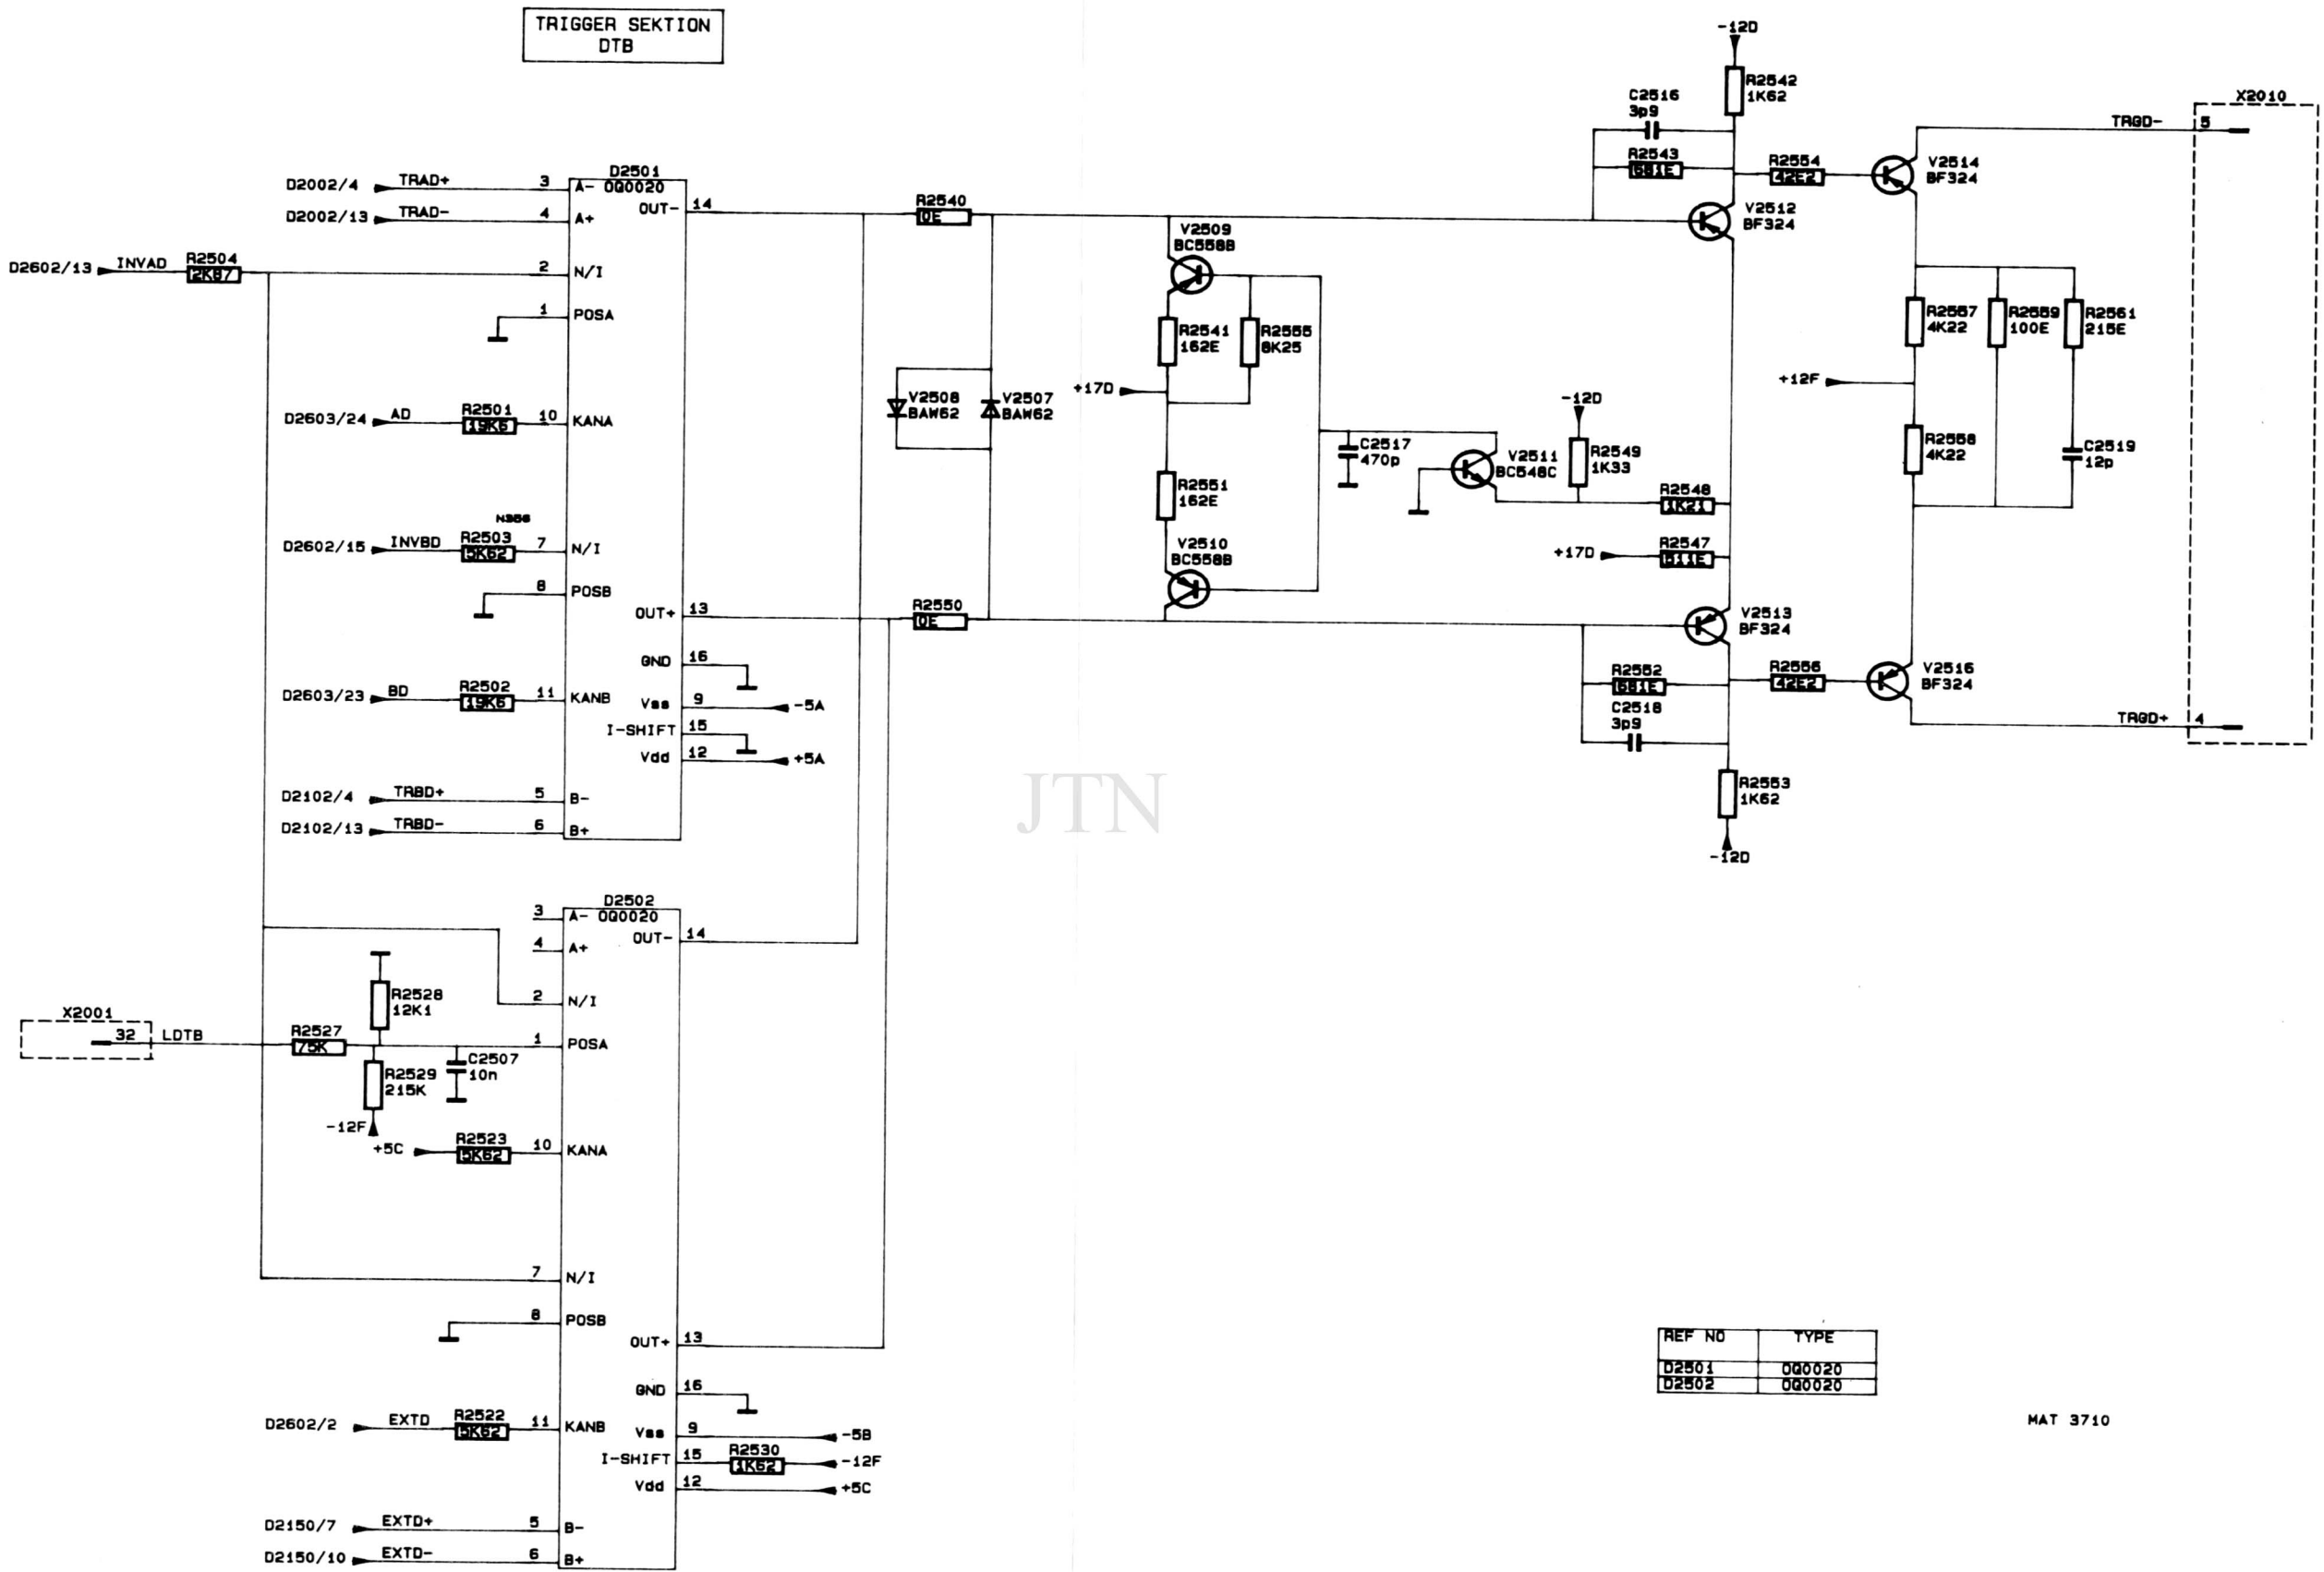 TRIGGER SEKTION
DTB
-12D
R2542
1K62
C2516
3p9
R2543
681E
R2554
42E2
V2514
BF324
V2512
BF324
X2010
TRGD-
5
D2002/4
TRAD+
3
A-
D2501
OQ0020
OUT-
14
D2002/13
TRAD-
4
A+
R2540
0E
V2509
BC558B
D2602/13
INVAD
R2504
2K87
2
N/I
1
POSA
R2541
162E
R2555
8K25
R2557
4K22
R2559
100E
R2561
215E
+17D
+12F
V2508
BAW62
V2507
BAW62
D2603/24
AD
R2501
19K6
10
KANA
-12D
C2517
470p
V2511
BC548C
R2549
1K33
R2558
4K22
C2519
12p
R2551
162E
R2548
1K21
D2602/15
INVBD
R2503
5K62
7
N/I
V2510
BC558B
+17D
R2547
511E
8
POSB
OUT+
13
R2550
0E
V2513
BF324
GND
16
R2552
681E
R2556
42E2
V2516
BF324
D2603/23
BD
R2502
19K6
11
KANB
Vss
9
-5A
C2518
3p9
TRGD+
4
I-SHIFT
15
Vdd
12
+5A
D2102/4
TRBD+
5
B-
D2102/13
TRBD-
6
B+
R2553
1K62
-12D
JTN
D2502
OQ0020
3
A-
OUT-
14
4
A+
R2528
12K1
2
N/I
X2001
32
LDTB
R2527
75K
1
POSA
C2507
10n
R2529
215K
-12F
+5C
R2523
5K62
10
KANA
7
N/I
8
POSB
OUT+
13
GND
16
D2602/2
EXTD
R2522
5K62
11
KANB
Vss
9
-5B
I-SHIFT
15
R2530
1K62
-12F
Vdd
12
+5C
D2150/7
EXTD+
5
B-
D2150/10
EXTD-
6
B+
REF NO TYPE
D2501 OQ0020
D2502 OQ0020
MAT 3710